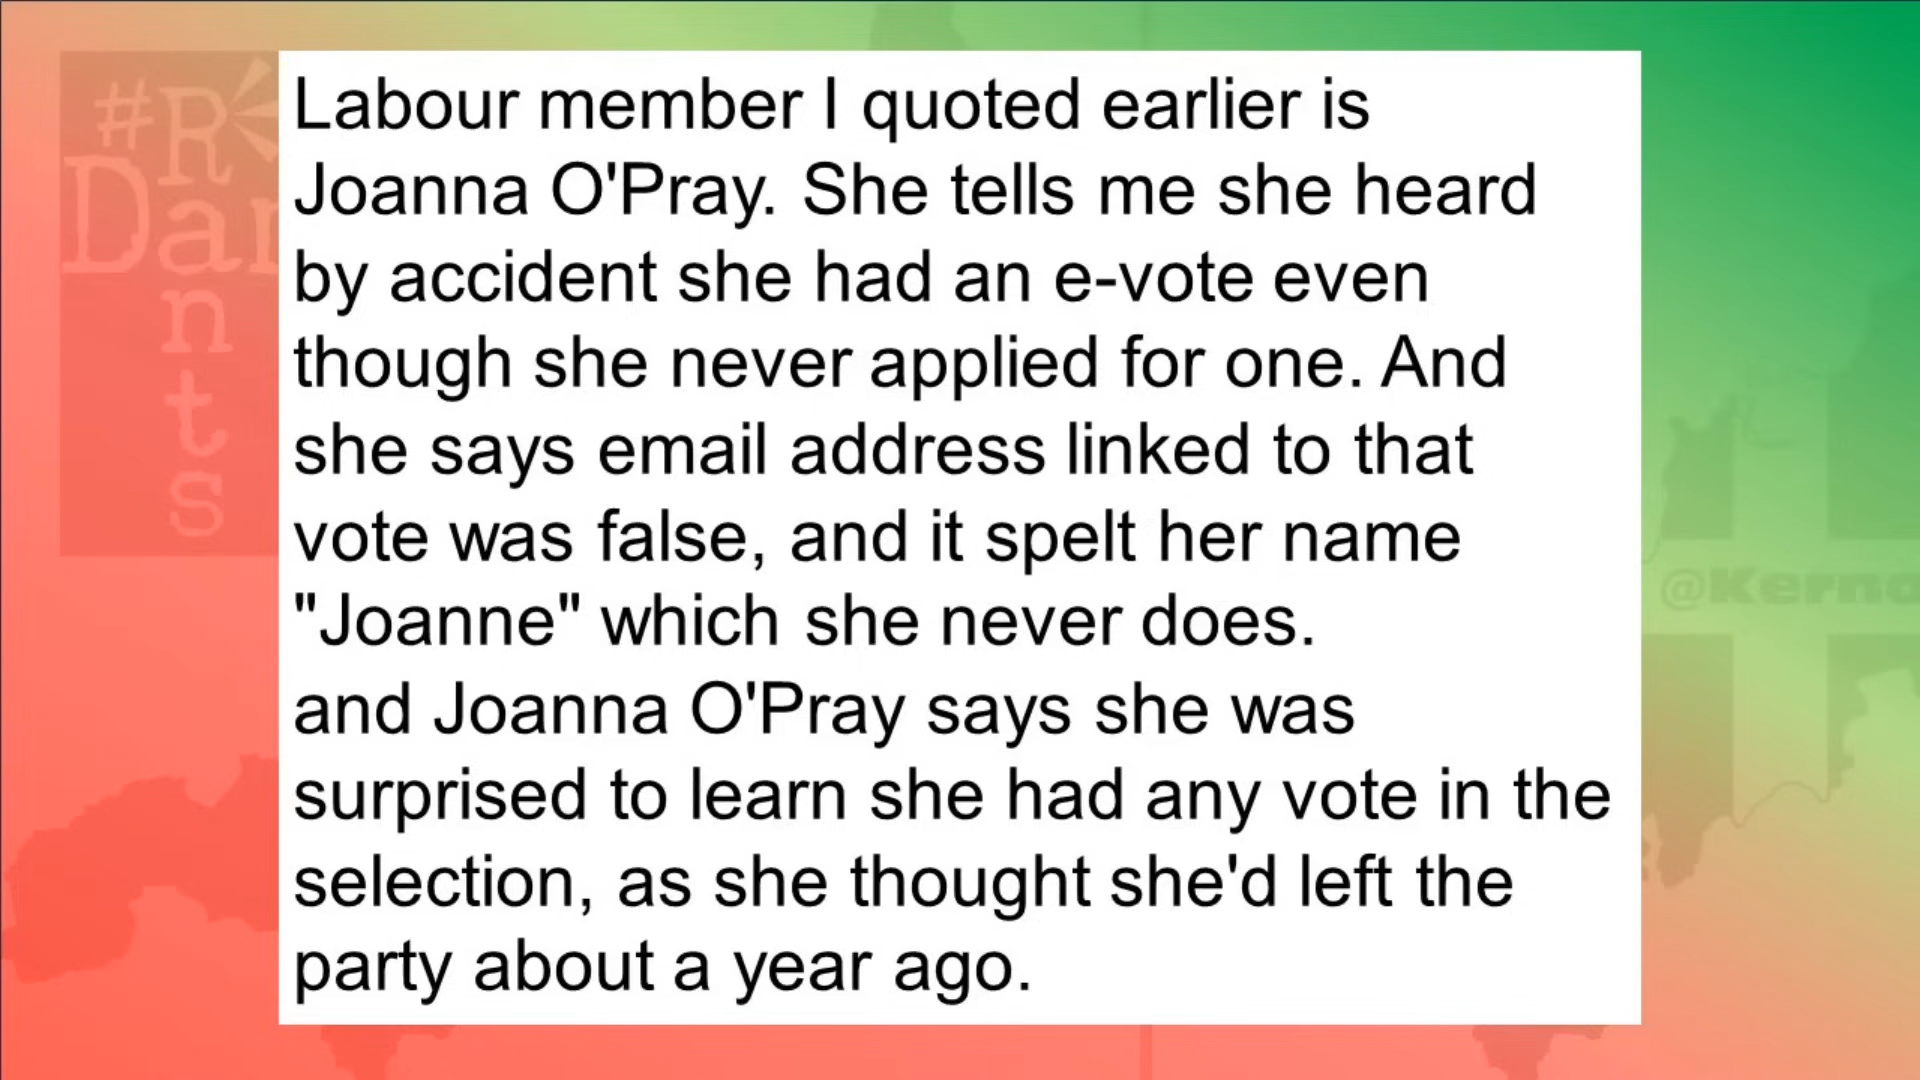 #R
Dan
n
t
s
Labour member I quoted earlier is
Joanna O'Pray. She tells me she heard
by accident she had an e-vote even
though she never applied for one. And
she says email address linked to that
vote was false, and it spelt her name
"Joanne" which she never does.
and Joanna O'Pray says she was
surprised to learn she had any vote in the
selection, as she thought she'd left the
party about a year ago.
@Kerno